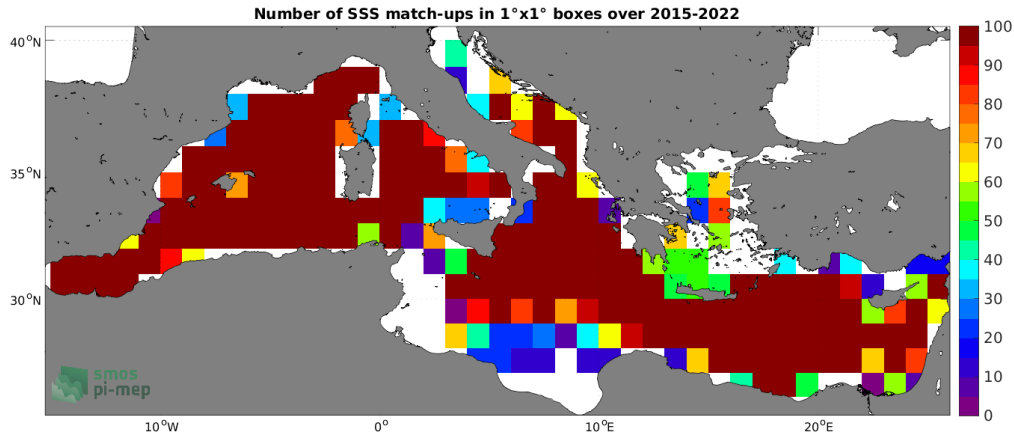 Number of SSS match-ups in 1°x1° boxes over 2015-2022
40°N
35°N
30°N
10°W
0°
10°E
20°E
100
90
80
70
60
50
40
30
20
10
0
smos
pi-mep